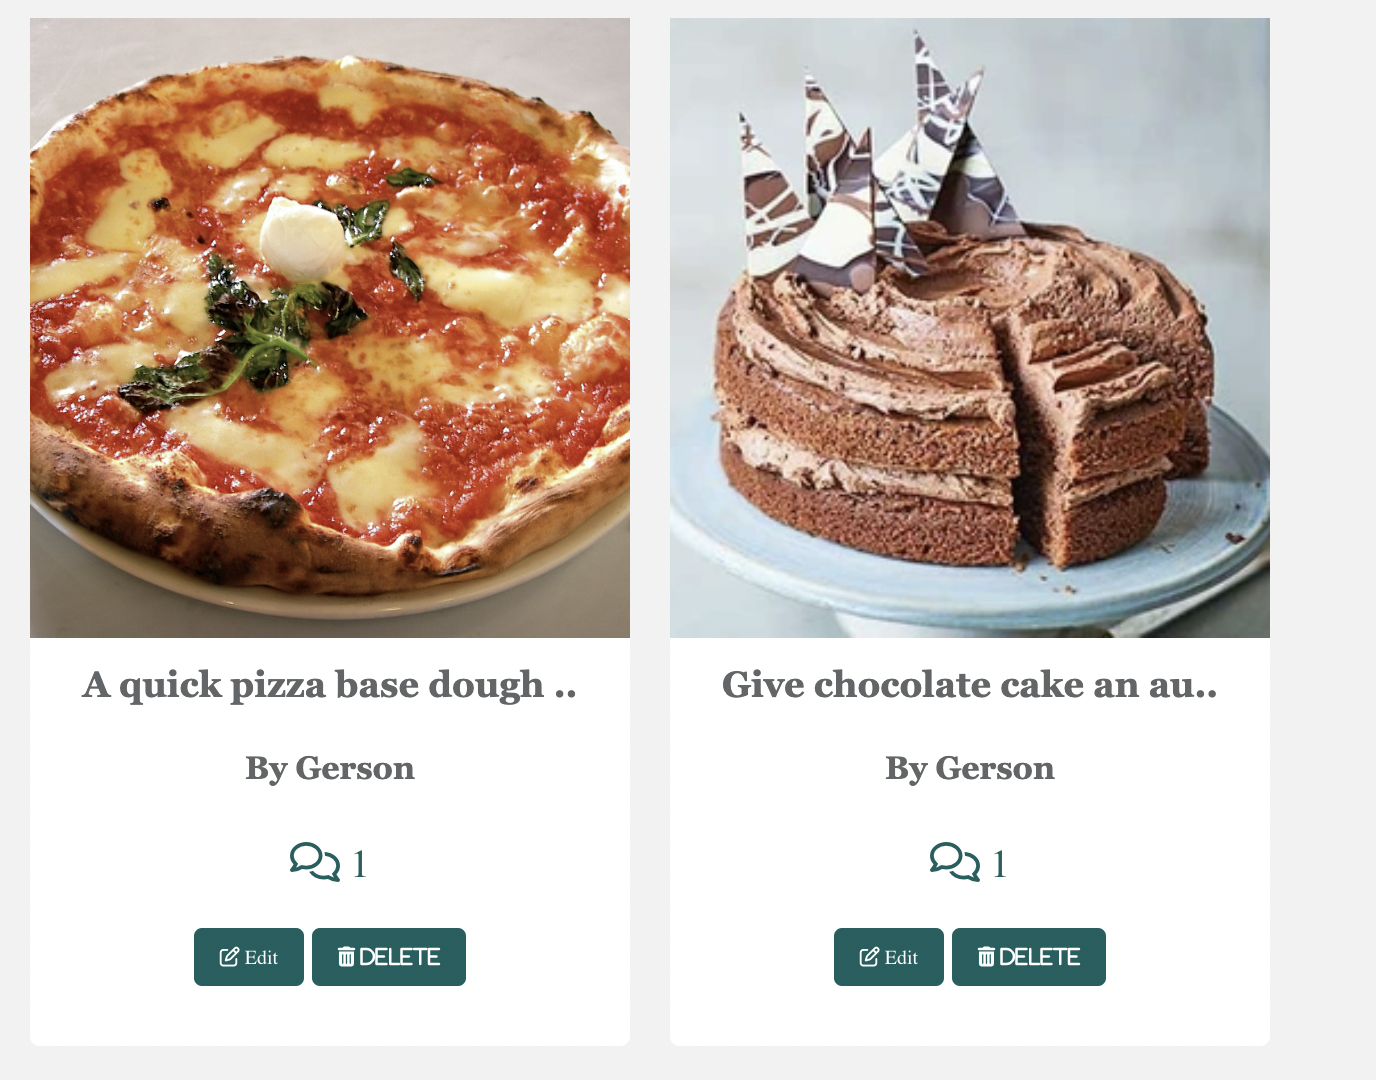 A quick pizza base dough ..
By Gerson
1
Edit DELETE
Give chocolate cake an au..
By Gerson
1
Edit DELETE